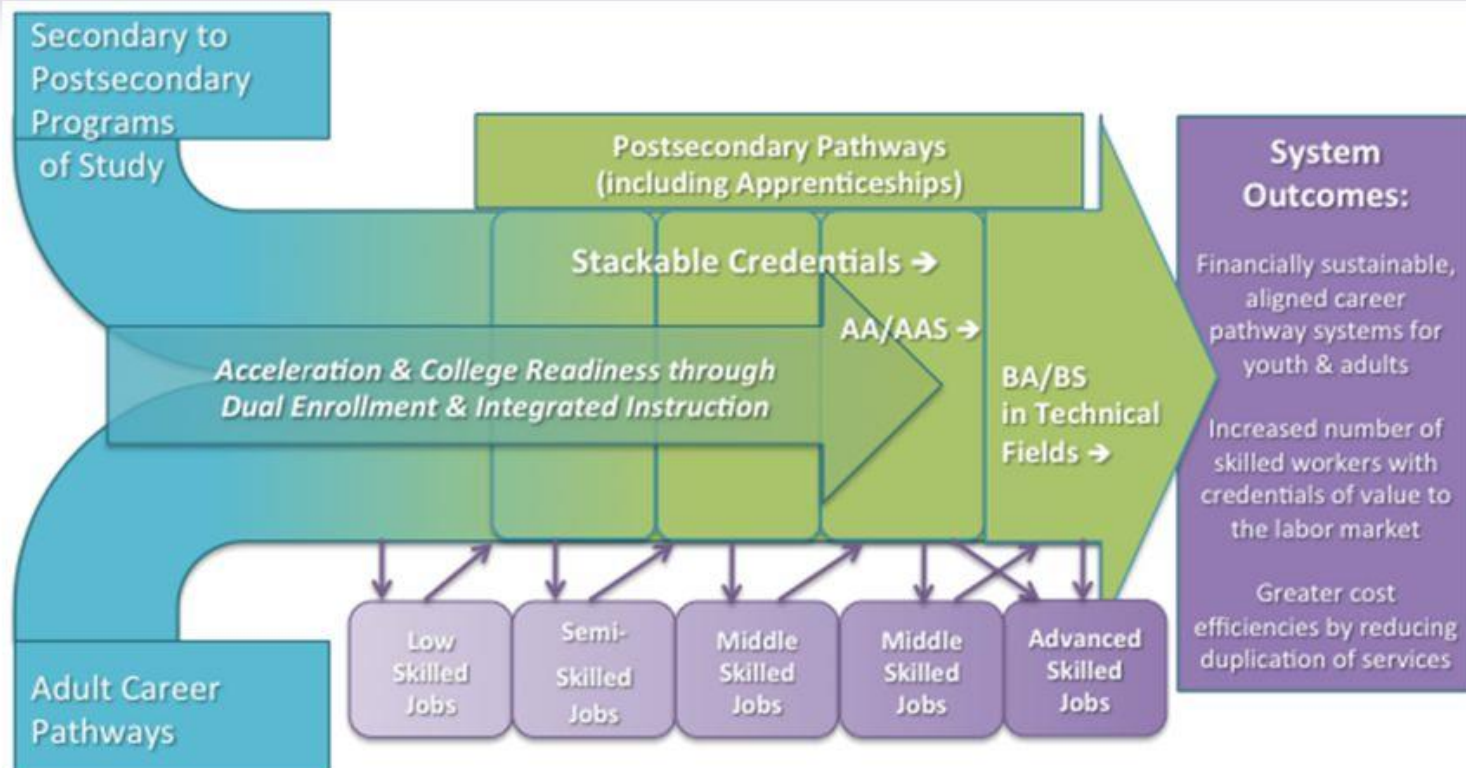 Secondary to
Postsecondary
Programs
of Study
Postsecondary Pathways
(including Apprenticeships)
Stackable Credentials ➔
AA/AAS ➔
Acceleration & College Readiness through
Dual Enrollment & Integrated Instruction
BA/BS
in Technical
Fields ➔
System
Outcomes:
Financially sustainable,
aligned career
pathway systems for
youth & adults
Increased number of
skilled workers with
credentials of value to
the labor market
Greater cost
efficiencies by reducing
duplication of services
Low
Skilled
Jobs
Semi-
Skilled
Jobs
Middle
Skilled
Jobs
Middle
Skilled
Jobs
Advanced
Skilled
Jobs
Adult Career
Pathways